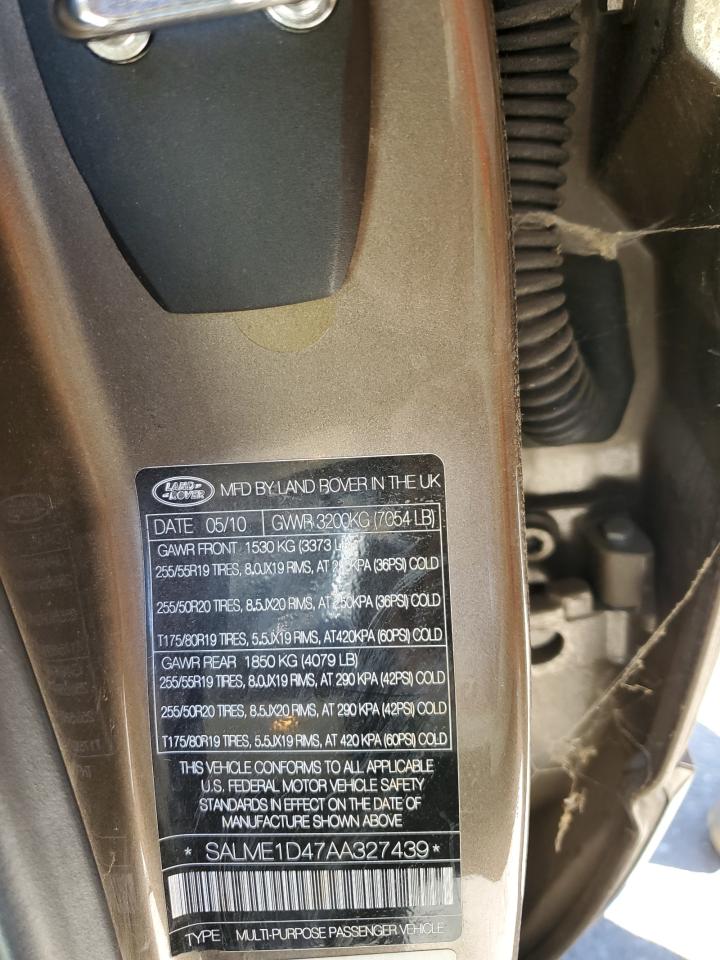 LAND-
-ROVER
MFD BY LAND ROVER IN THE UK
DATE 05/10 GWR 3200KG (7054 LB)
GAWR FRONT 1530 KG (3373 LB)
255/55R19 TIRES, 8.0JX19 RIMS, AT 250KPA (36PSI) COLD
255/50R20 TIRES, 8.5JX20 RIMS, AT 250KPA (36PSI) COLD
T175/80R19 TIRES, 5.5JX19 RIMS, AT420KPA (60PSI) COLD
GAWR REAR 1850 KG (4079 LB)
255/55R19 TIRES, 8.0JX19 RIMS, AT 290 KPA (42PSI) COLD
255/50R20 TIRES, 8.5JX20 RIMS, AT 290 KPA (42PSI) COLD
T175/80R19 TIRES, 5.5JX19 RIMS, AT 420 KPA (60PSI) COLD
THIS VEHICLE CONFORMS TO ALL APPLICABLE
U.S. FEDERAL MOTOR VEHICLE SAFETY
STANDARDS IN EFFECT ON THE DATE OF
MANUFACTURE SHOWN ABOVE
* SALME1D47AA327439 *
TYPE MULTI-PURPOSE PASSENGER VEHICLE